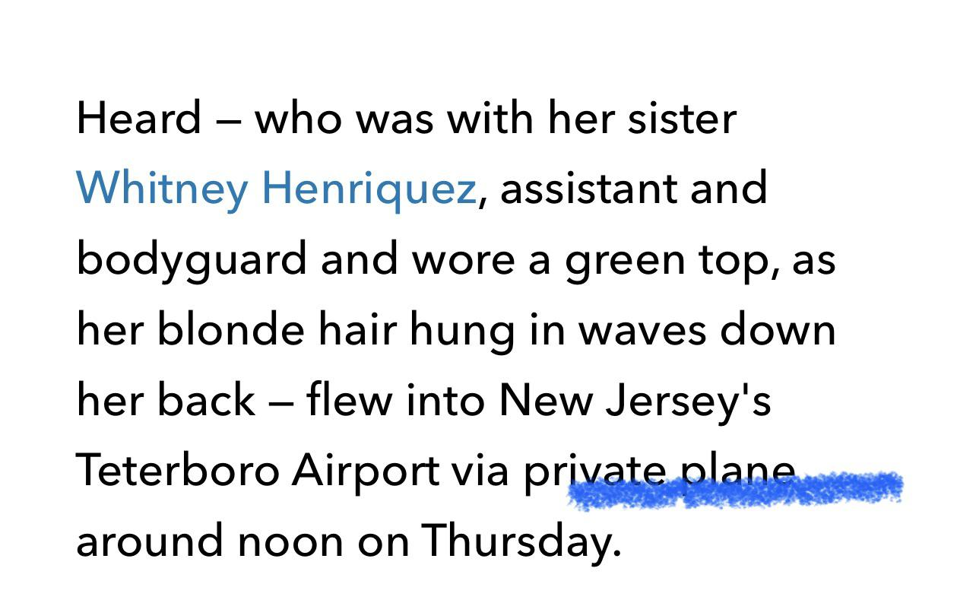 Heard – who was with her sister
Whitney Henriquez, assistant and
bodyguard and wore a green top, as
her blonde hair hung in waves down
her back – flew into New Jersey's
Teterboro Airport via private plane
around noon on Thursday.